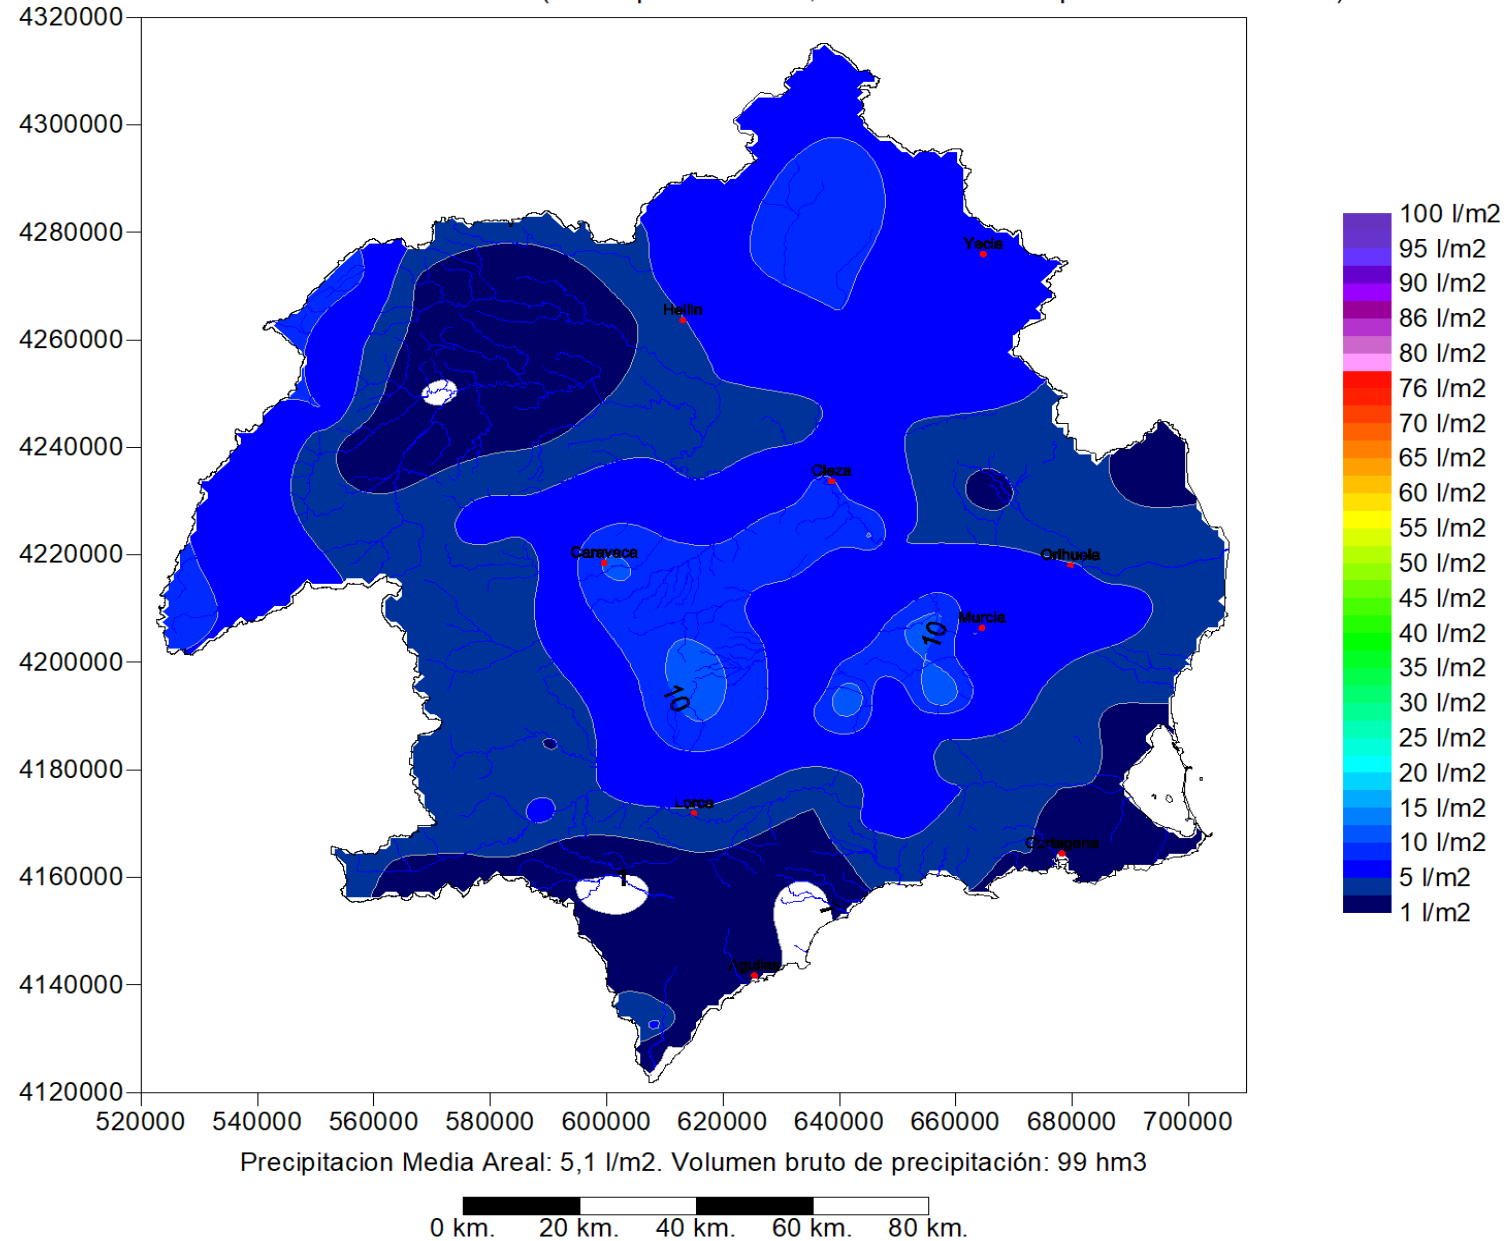 4320000
4300000
4280000
4260000
4240000
4220000
4200000
4180000
4160000
4140000
4120000
520000 540000 560000 580000 600000 620000 640000 660000 680000 700000
Yecla
Hellin
Cieza
Caravaca
Orihuela
Murcia
10
10
Lorca
Cartagena
1
1
Aguilas
100 l/m2
95 l/m2
90 l/m2
86 l/m2
80 l/m2
76 l/m2
70 l/m2
65 l/m2
60 l/m2
55 l/m2
50 l/m2
45 l/m2
40 l/m2
35 l/m2
30 l/m2
25 l/m2
20 l/m2
15 l/m2
10 l/m2
5 l/m2
1 l/m2
Precipitacion Media Areal: 5,1 l/m2. Volumen bruto de precipitación: 99 hm3
0 km. 20 km. 40 km. 60 km. 80 km.